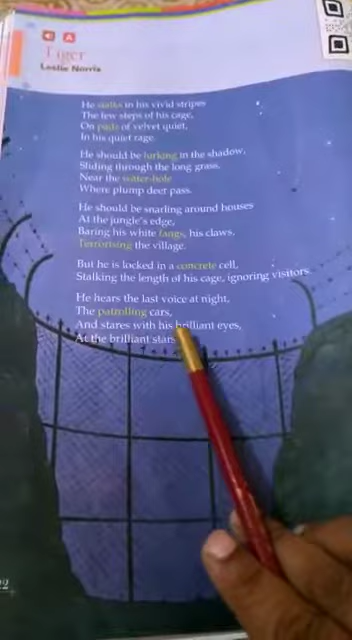 A
Tiger
Leslie Norris
He stalks in his vivid stripes
The few steps of his cage,
On pads of velvet quiet,
In his quiet rage.
He should be lurking in the shadow,
Sliding through the long grass,
Near the water-hole
Where plump deer pass.
He should be snarling around houses
At the jungle's edge,
Baring his white fangs, his claws,
Terrorising the village.
But he is locked in a concrete cell,
Stalking the length of his cage, ignoring visitors.
He hears the last voice at night,
The patrolling cars,
And stares with his brilliant eyes,
At the brilliant stars